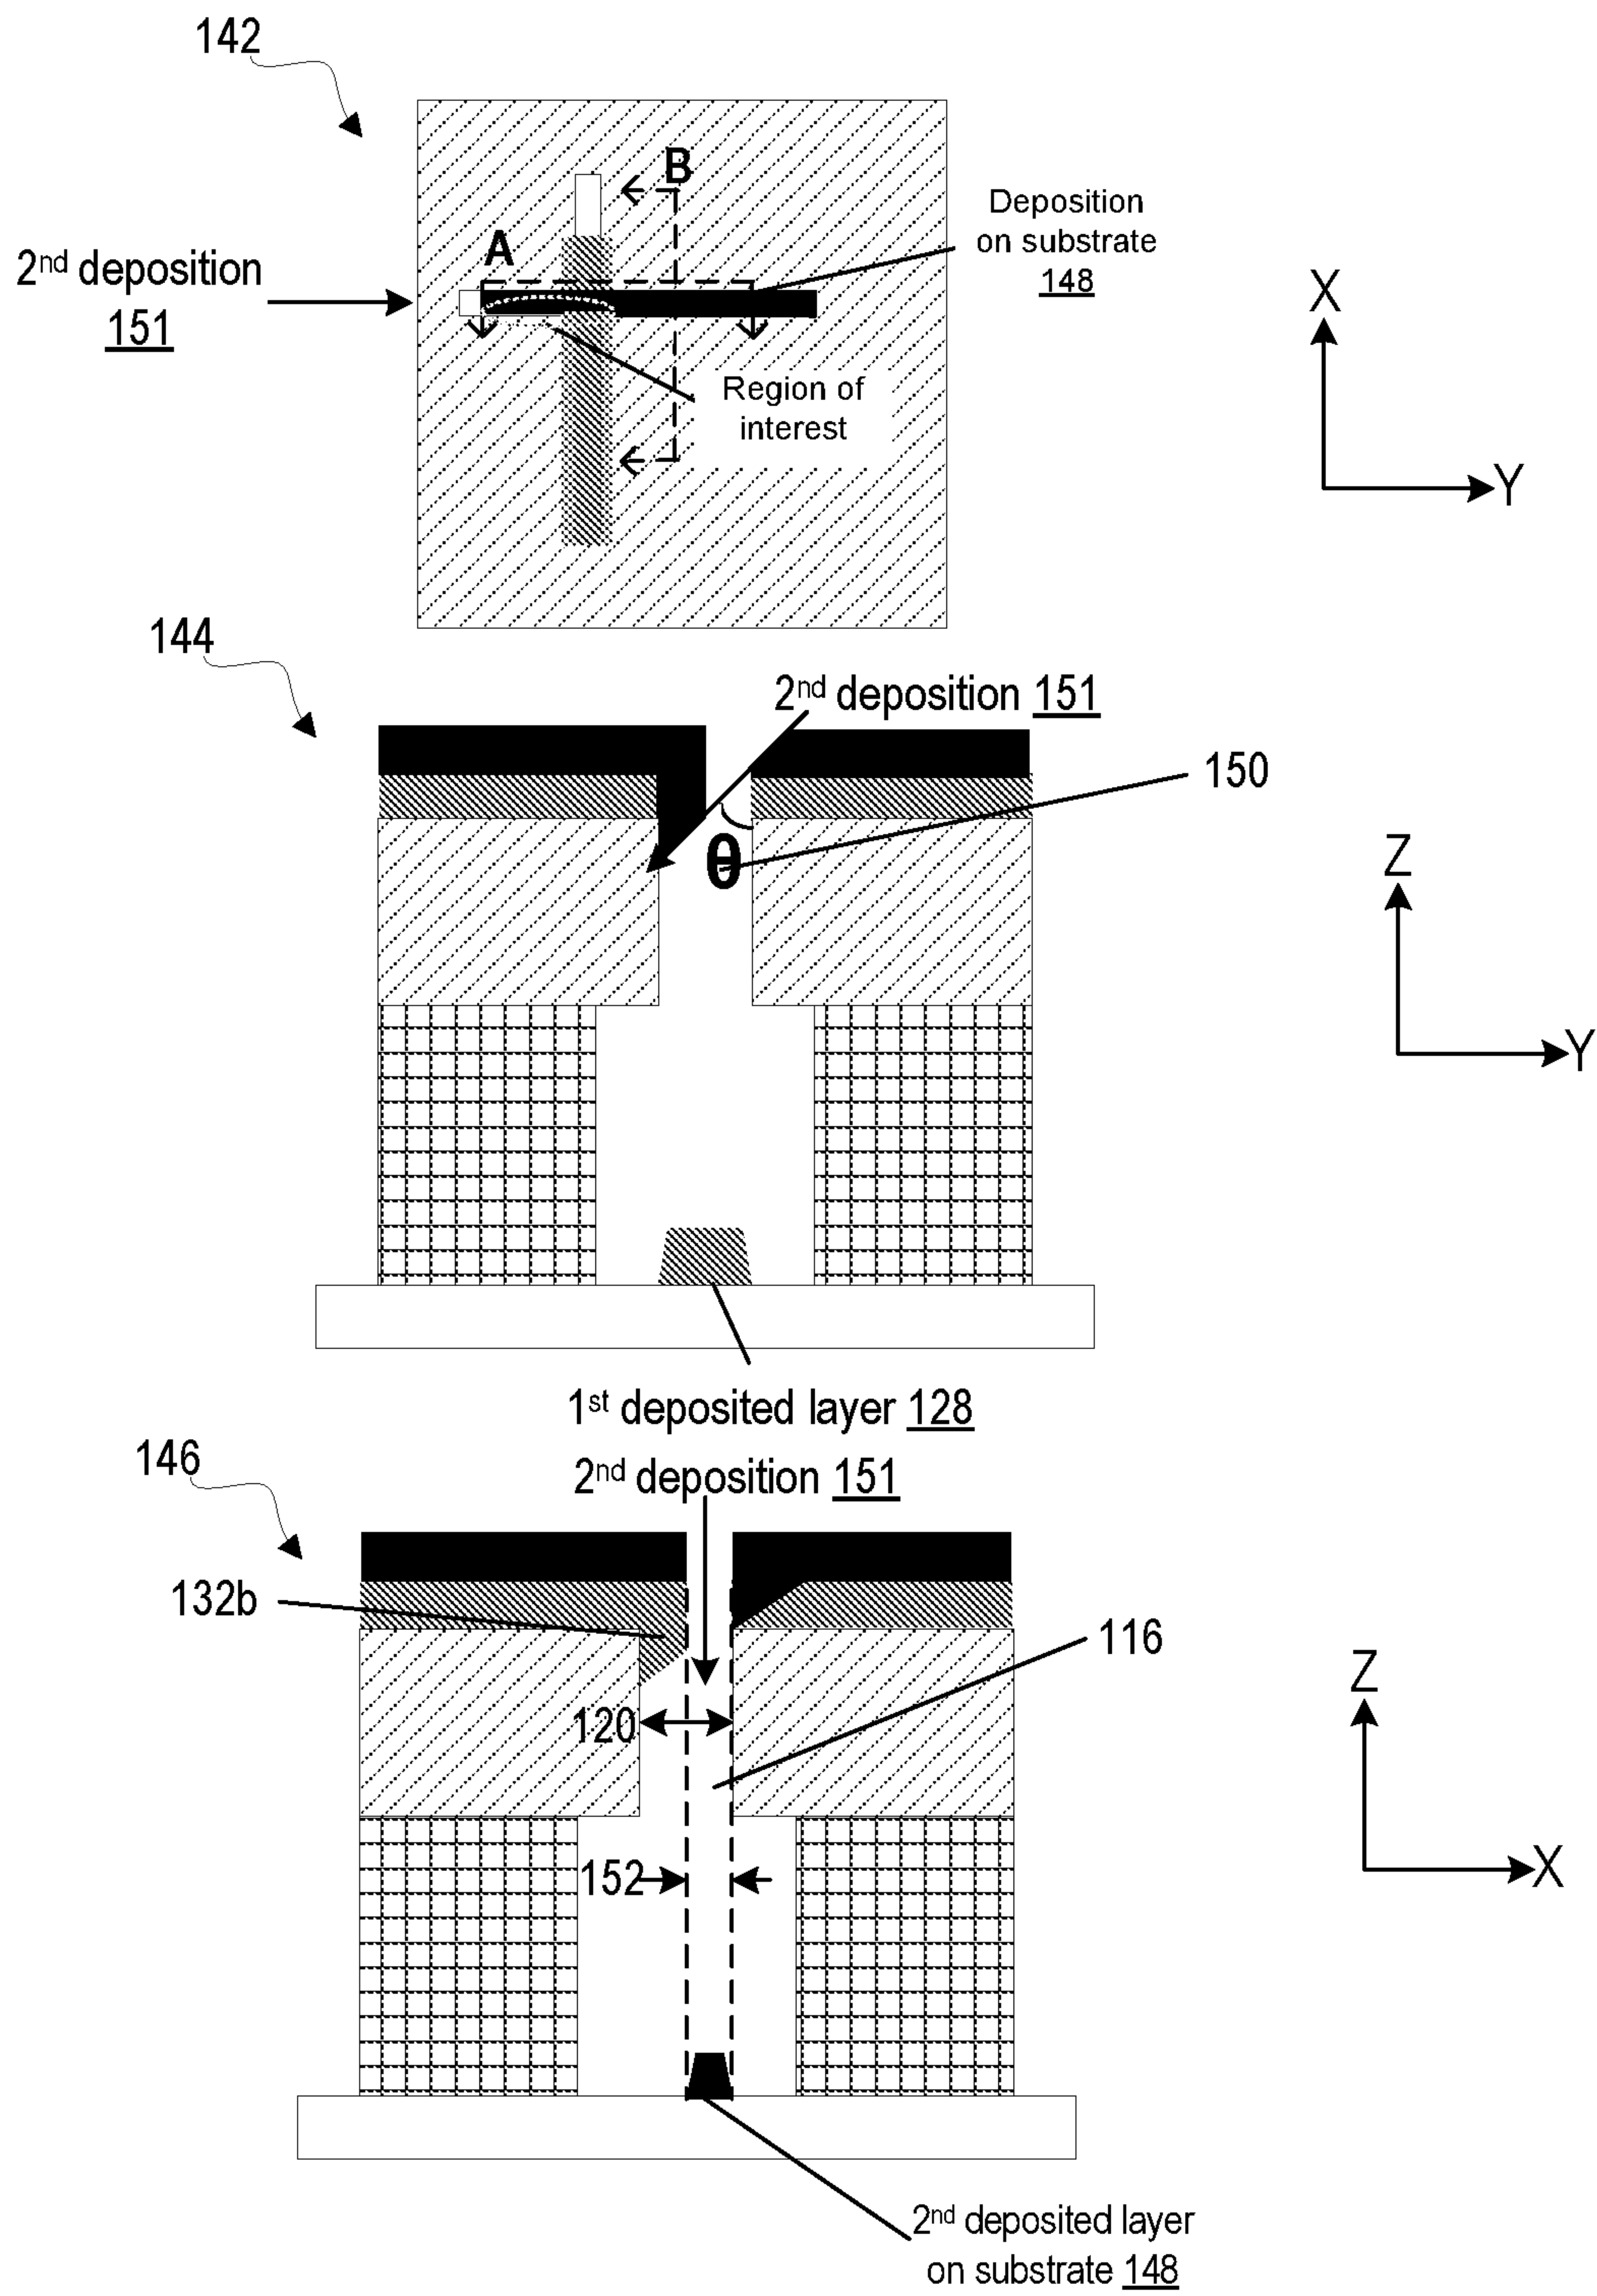 142
B
Deposition
on substrate
148
A
2nd deposition
151
X
Y
Region of
interest
144
2nd deposition 151
150
θ
Z
Y
1st deposited layer 128
146
2nd deposition 151
132b
116
120
Z
X
152
2nd deposited layer
on substrate 148